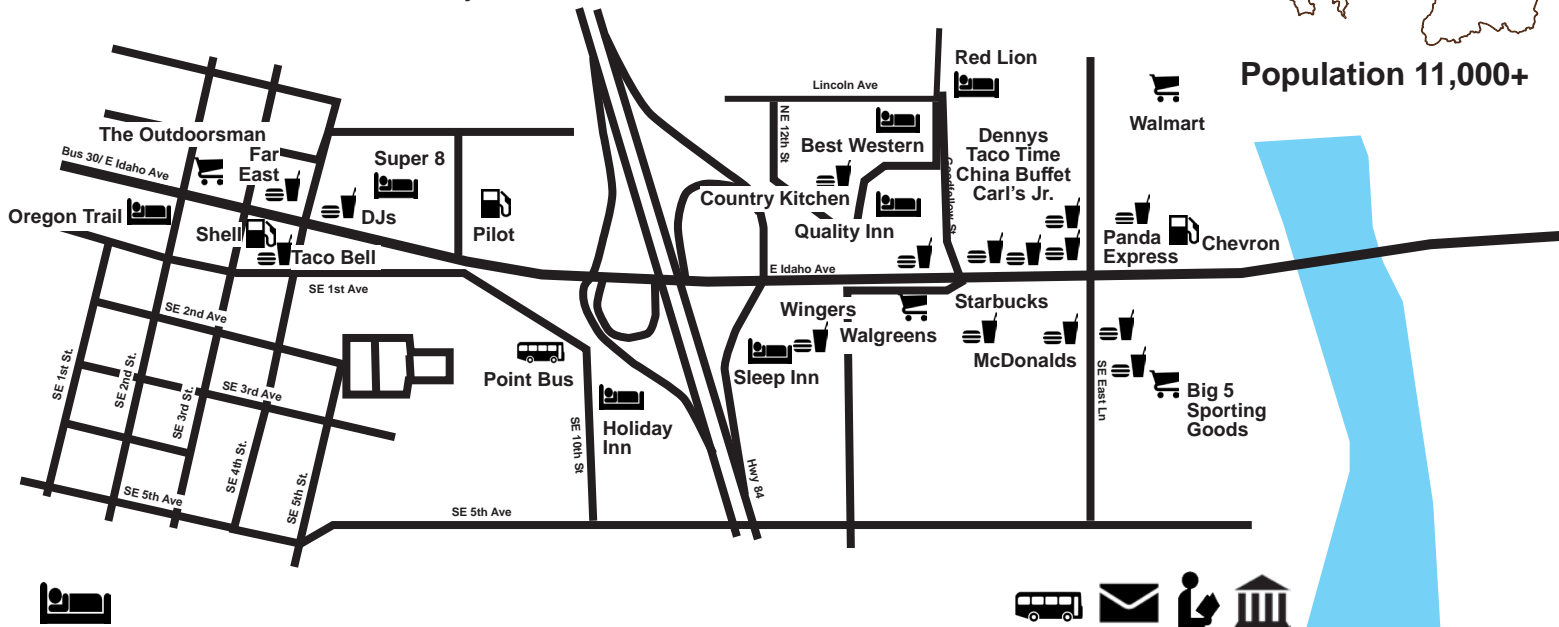 Population 11,000+
Red Lion
Lincoln Ave
Walmart
The Outdoorsman
Bus 30/ E Idaho Ave
Far
East
Super 8
NE 12th St
Best Western
Dennys
Taco Time
China Buffet
Carl's Jr.
Goodfellow St
Oregon Trail
Shell
DJs
Taco Bell
Pilot
Country Kitchen
Quality Inn
Panda
Express
Chevron
E Idaho Ave
SE 1st Ave
SE 2nd Ave
Wingers
Walgreens
Starbucks
McDonalds
Point Bus
Sleep Inn
SE 1st St.
SE 2nd St.
SE 3rd St.
SE 3rd Ave
SE 4th St.
SE 5th St.
SE 10th St
Holiday
Inn
SE East Ln
Big 5
Sporting
Goods
Hwy 84
SE 5th Ave
SE 5th Ave